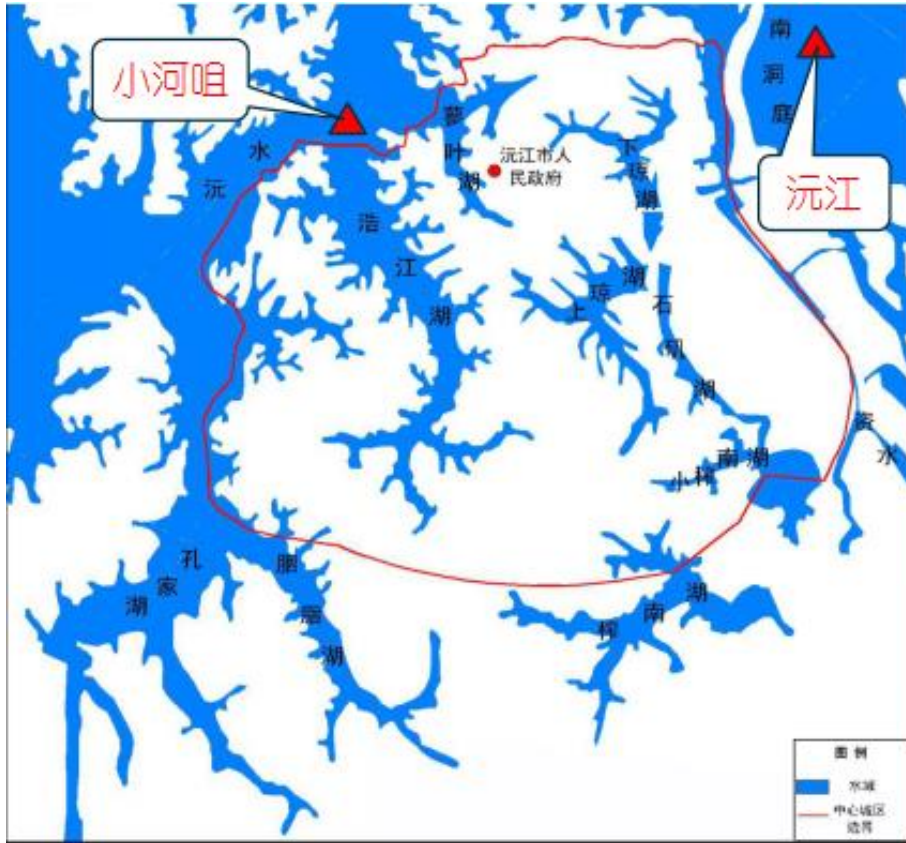 小河咀
沅江
南洞庭
沅水
蓼叶湖
沅江市人
民政府
下琼湖
浩江湖
上琼湖
石矶湖
小榨南湖
资水
孔家湖
胭脂湖
榨南湖
图例
水域
中心城区
边界